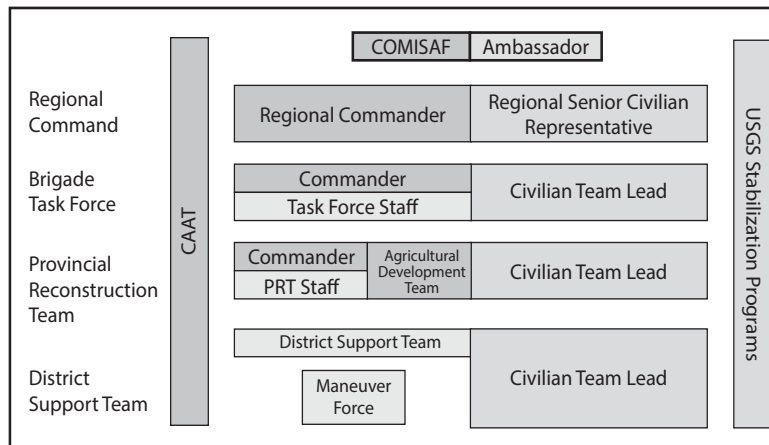 COMISAF Ambassador
Regional
Command
Regional Commander
Regional Senior Civilian
Representative
Brigade
Task Force
Commander
Task Force Staff
Civilian Team Lead
Provincial
Reconstruction
Team
Commander
PRT Staff
Agricultural
Development
Team
Civilian Team Lead
District
Support Team
District Support Team
Maneuver
Force
Civilian Team Lead
CAAT
USGS Stabilization Programs